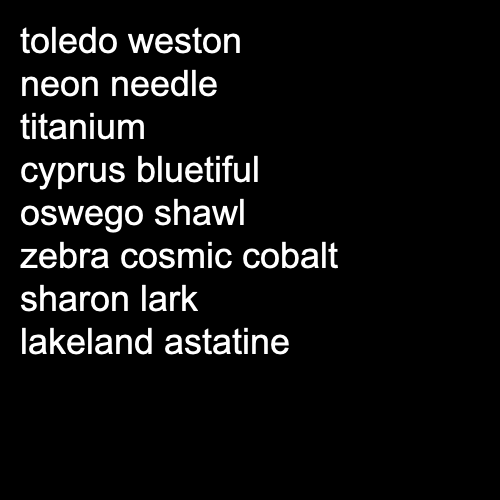 toledo weston
neon needle
titanium
cyprus bluetiful
oswego shawl
zebra cosmic cobalt
sharon lark
lakeland astatine